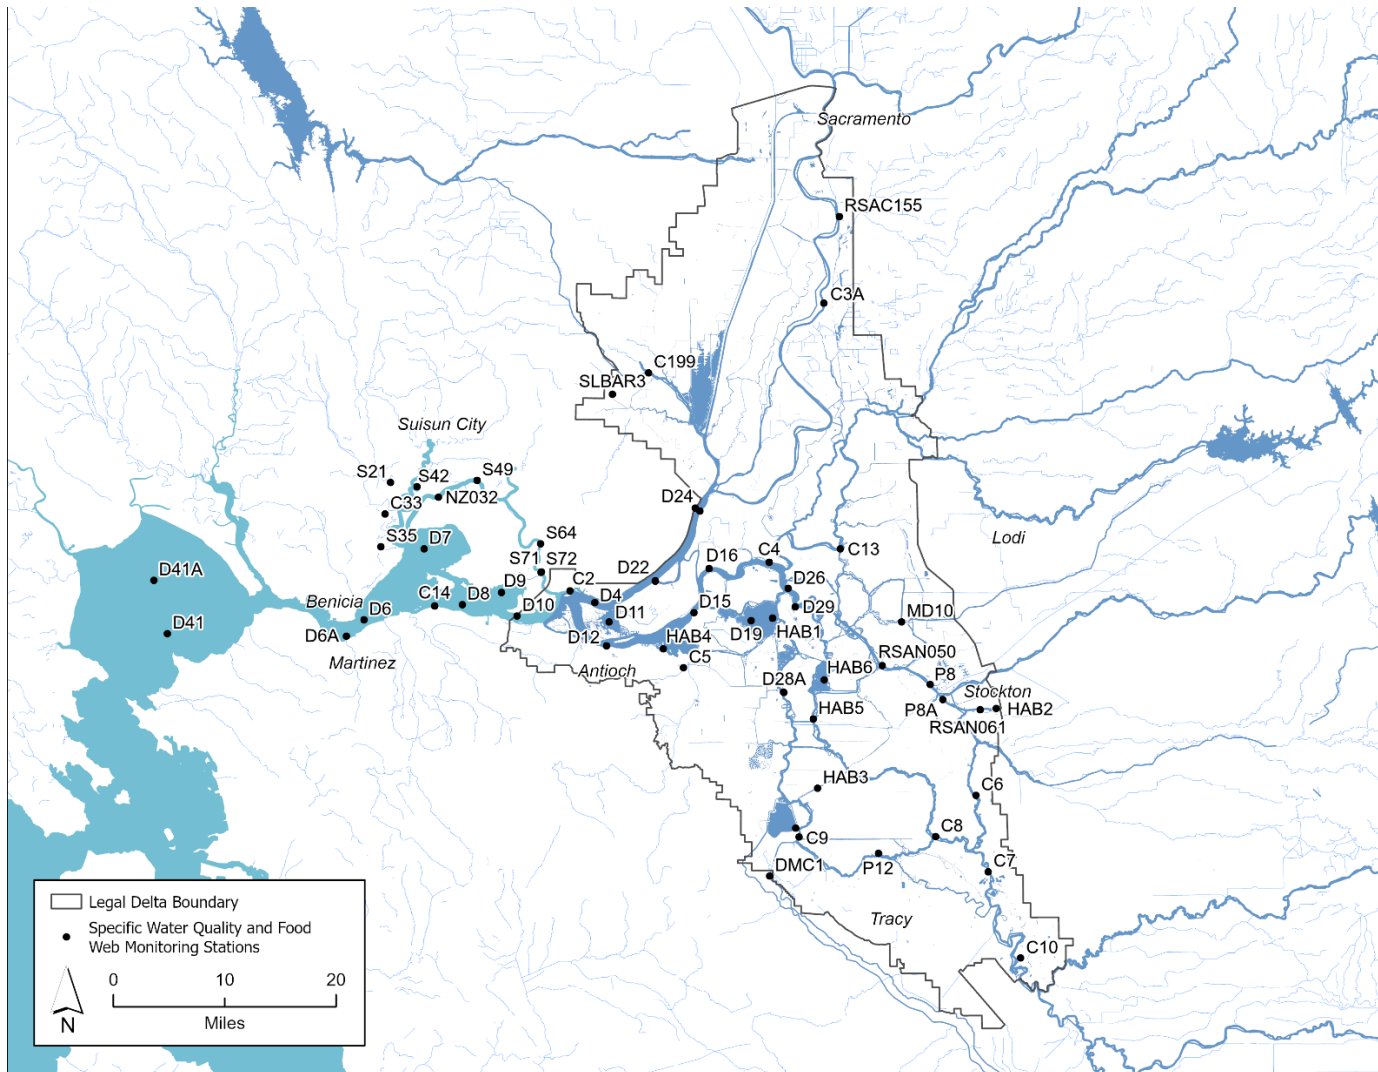 Sacramento
RSAC155
C3A
C199
SLBAR3
Suisun City
S21
S42
S49
NZ032
C33
D24
S35
D7
S64
C13
Lodi
D16
C4
S71
S72
D41A
D22
D26
D9
C2
Benicia
C14
D8
D4
D29
D6
D10
D11
D15
MD10
D41
D19
HAB1
D6A
D12
HAB4
Martinez
C5
RSAN050
Antioch
HAB6
P8
D28A
Stockton
P8A
HAB2
HAB5
RSAN061
HAB3
C6
C9
C8
DMC1
P12
C7
Tracy
C10
Legal Delta Boundary
Specific Water Quality and Food
Web Monitoring Stations
0 10 20
Miles
N